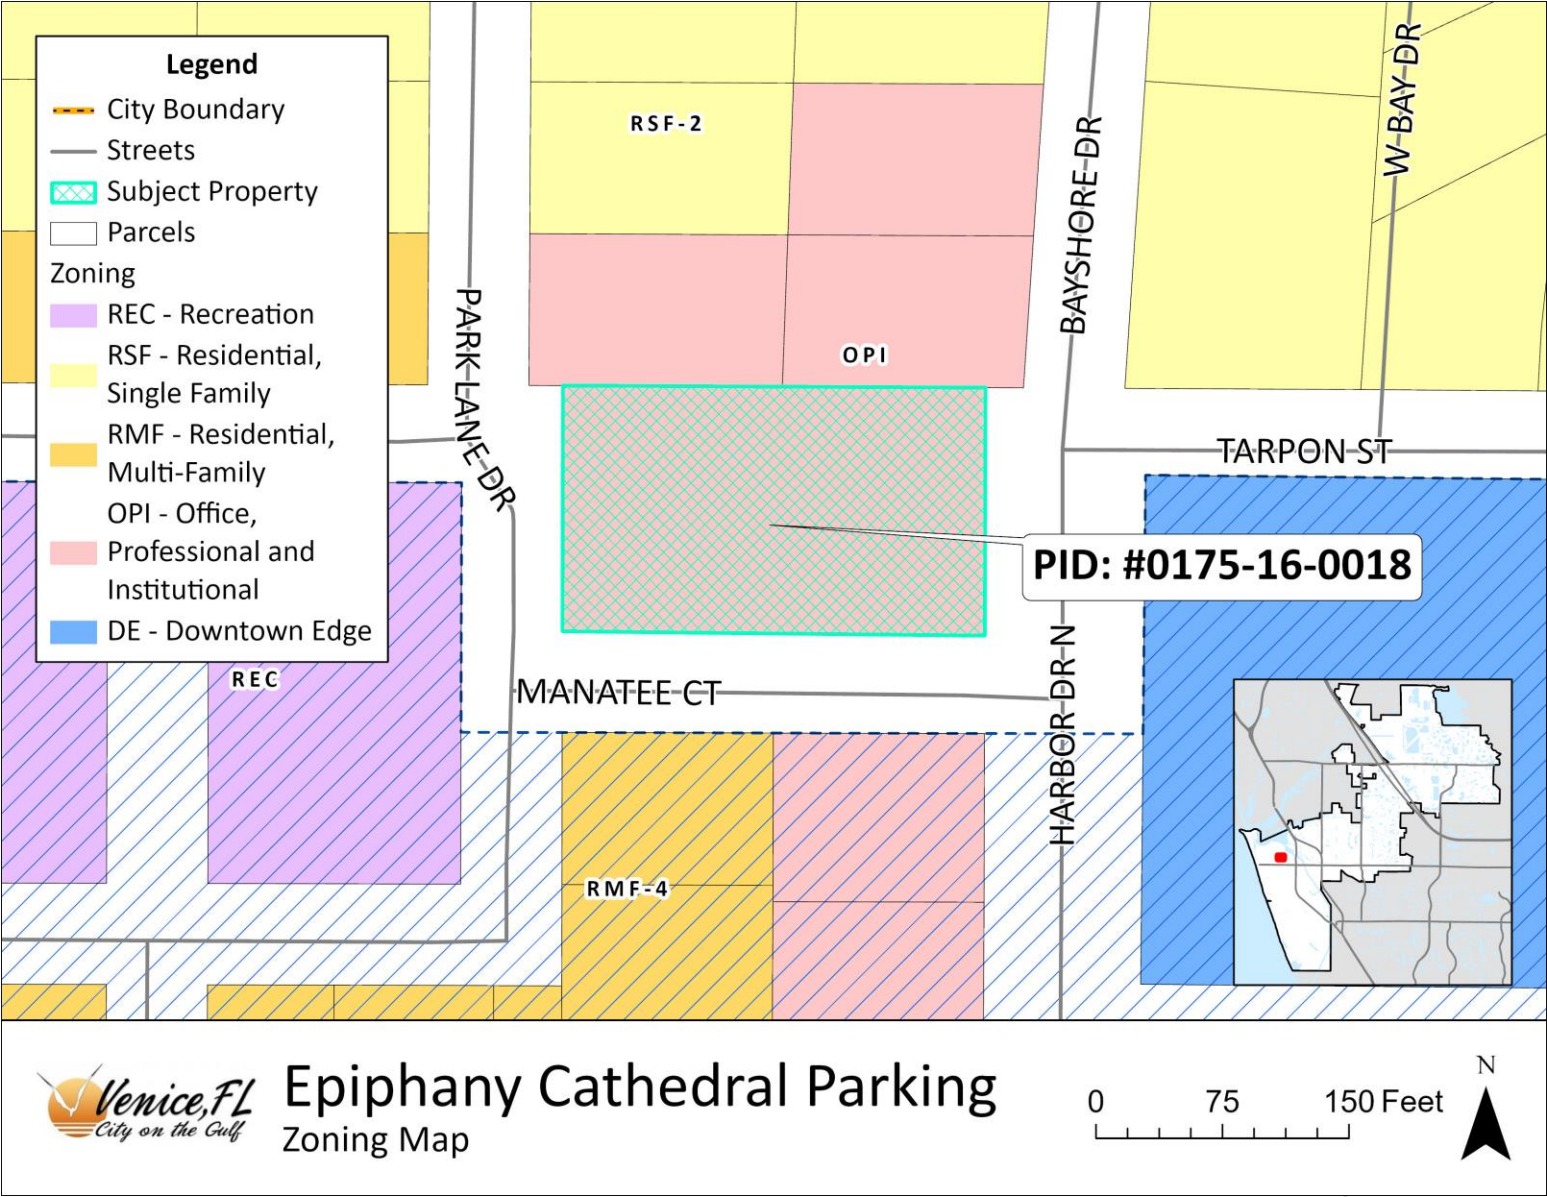 Legend
City Boundary
Streets
Subject Property
Parcels
Zoning
REC - Recreation
RSF - Residential,
Single Family
RMF - Residential,
Multi-Family
OPI - Office,
Professional and
Institutional
DE - Downtown Edge
RSF-2
OPI
PARK LANE DR
BAYSHORE DR
W BAY DR
TARPON ST
PID: #0175-16-0018
REC
MANATEE CT
HARBOR DR N
RMF-4
Venice, FL
City on the Gulf
Epiphany Cathedral Parking
Zoning Map
0 75 150 Feet
N